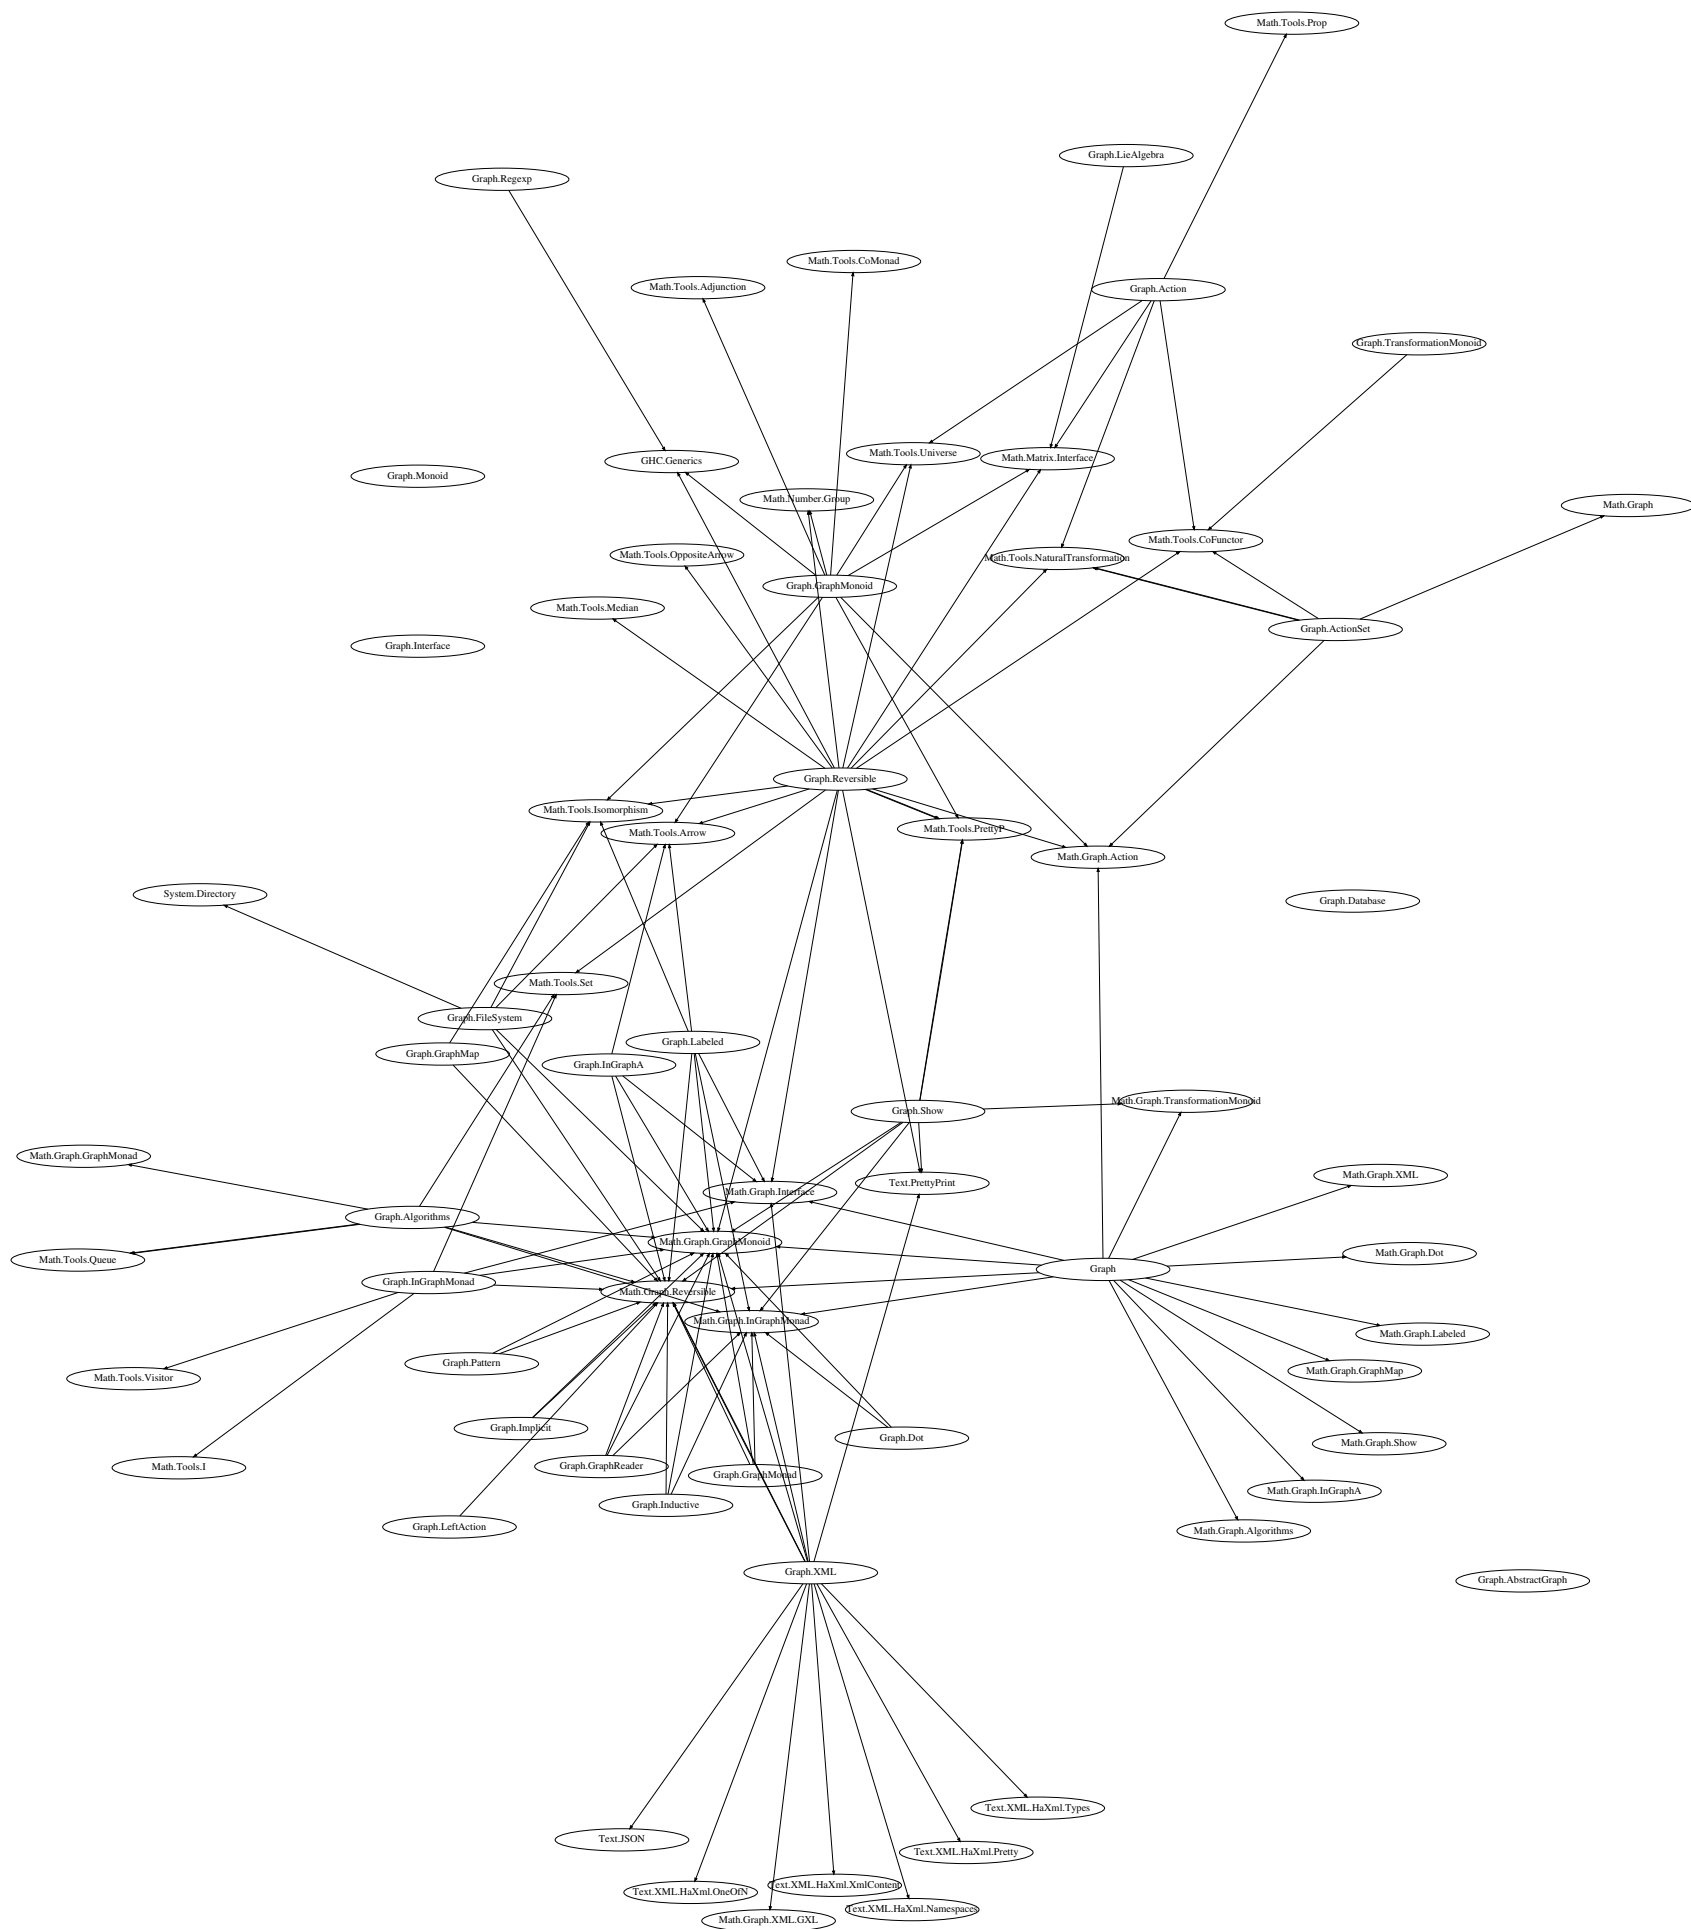 Math.Tools.Prop
Graph.LieAlgebra
Graph.Regexp
Math.Tools.CoMonad
Math.Tools.Adjunction
Graph.Action
Graph.TransformationMonoid
Math.Tools.Universe
Math.Matrix.Interface
GHC.Generics
Graph.Monoid
Math.Number.Group
Math.Graph
Math.Tools.CoFunctor
Math.Tools.OppositeArrow
Math.Tools.NaturalTransformation
Graph.GraphMonoid
Math.Tools.Median
Graph.ActionSet
Graph.Interface
Graph.Reversible
Math.Tools.Isomorphism
Math.Tools.Arrow
Math.Tools.PrettyP
Math.Graph.Action
System.Directory
Graph.Database
Math.Tools.Set
Graph.FileSystem
Graph.Labeled
Graph.GraphMap
Graph.InGraphA
Math.Graph.TransformationMonoid
Graph.Show
Math.Graph.GraphMonad
Math.Graph.XML
Text.PrettyPrint
Math.Graph.Interface
Graph.Algorithms
Math.Graph.GraphMonoid
Math.Graph.Dot
Math.Tools.Queue
Graph
Graph.InGraphMonad
Math.Graph.Reversible
Math.Graph.InGraphMonad
Math.Graph.Labeled
Graph.Pattern
Math.Graph.GraphMap
Math.Tools.Visitor
Graph.Implicit
Graph.Dot
Math.Graph.Show
Graph.GraphReader
Math.Tools.I
Graph.GraphMonad
Math.Graph.InGraphA
Graph.Inductive
Graph.LeftAction
Math.Graph.Algorithms
Graph.XML
Graph.AbstractGraph
Text.XML.HaXml.Types
Text.JSON
Text.XML.HaXml.Pretty
Text.XML.HaXml.XmlContent
Text.XML.HaXml.OneOfN
Text.XML.HaXml.Namespaces
Math.Graph.XML.GXL